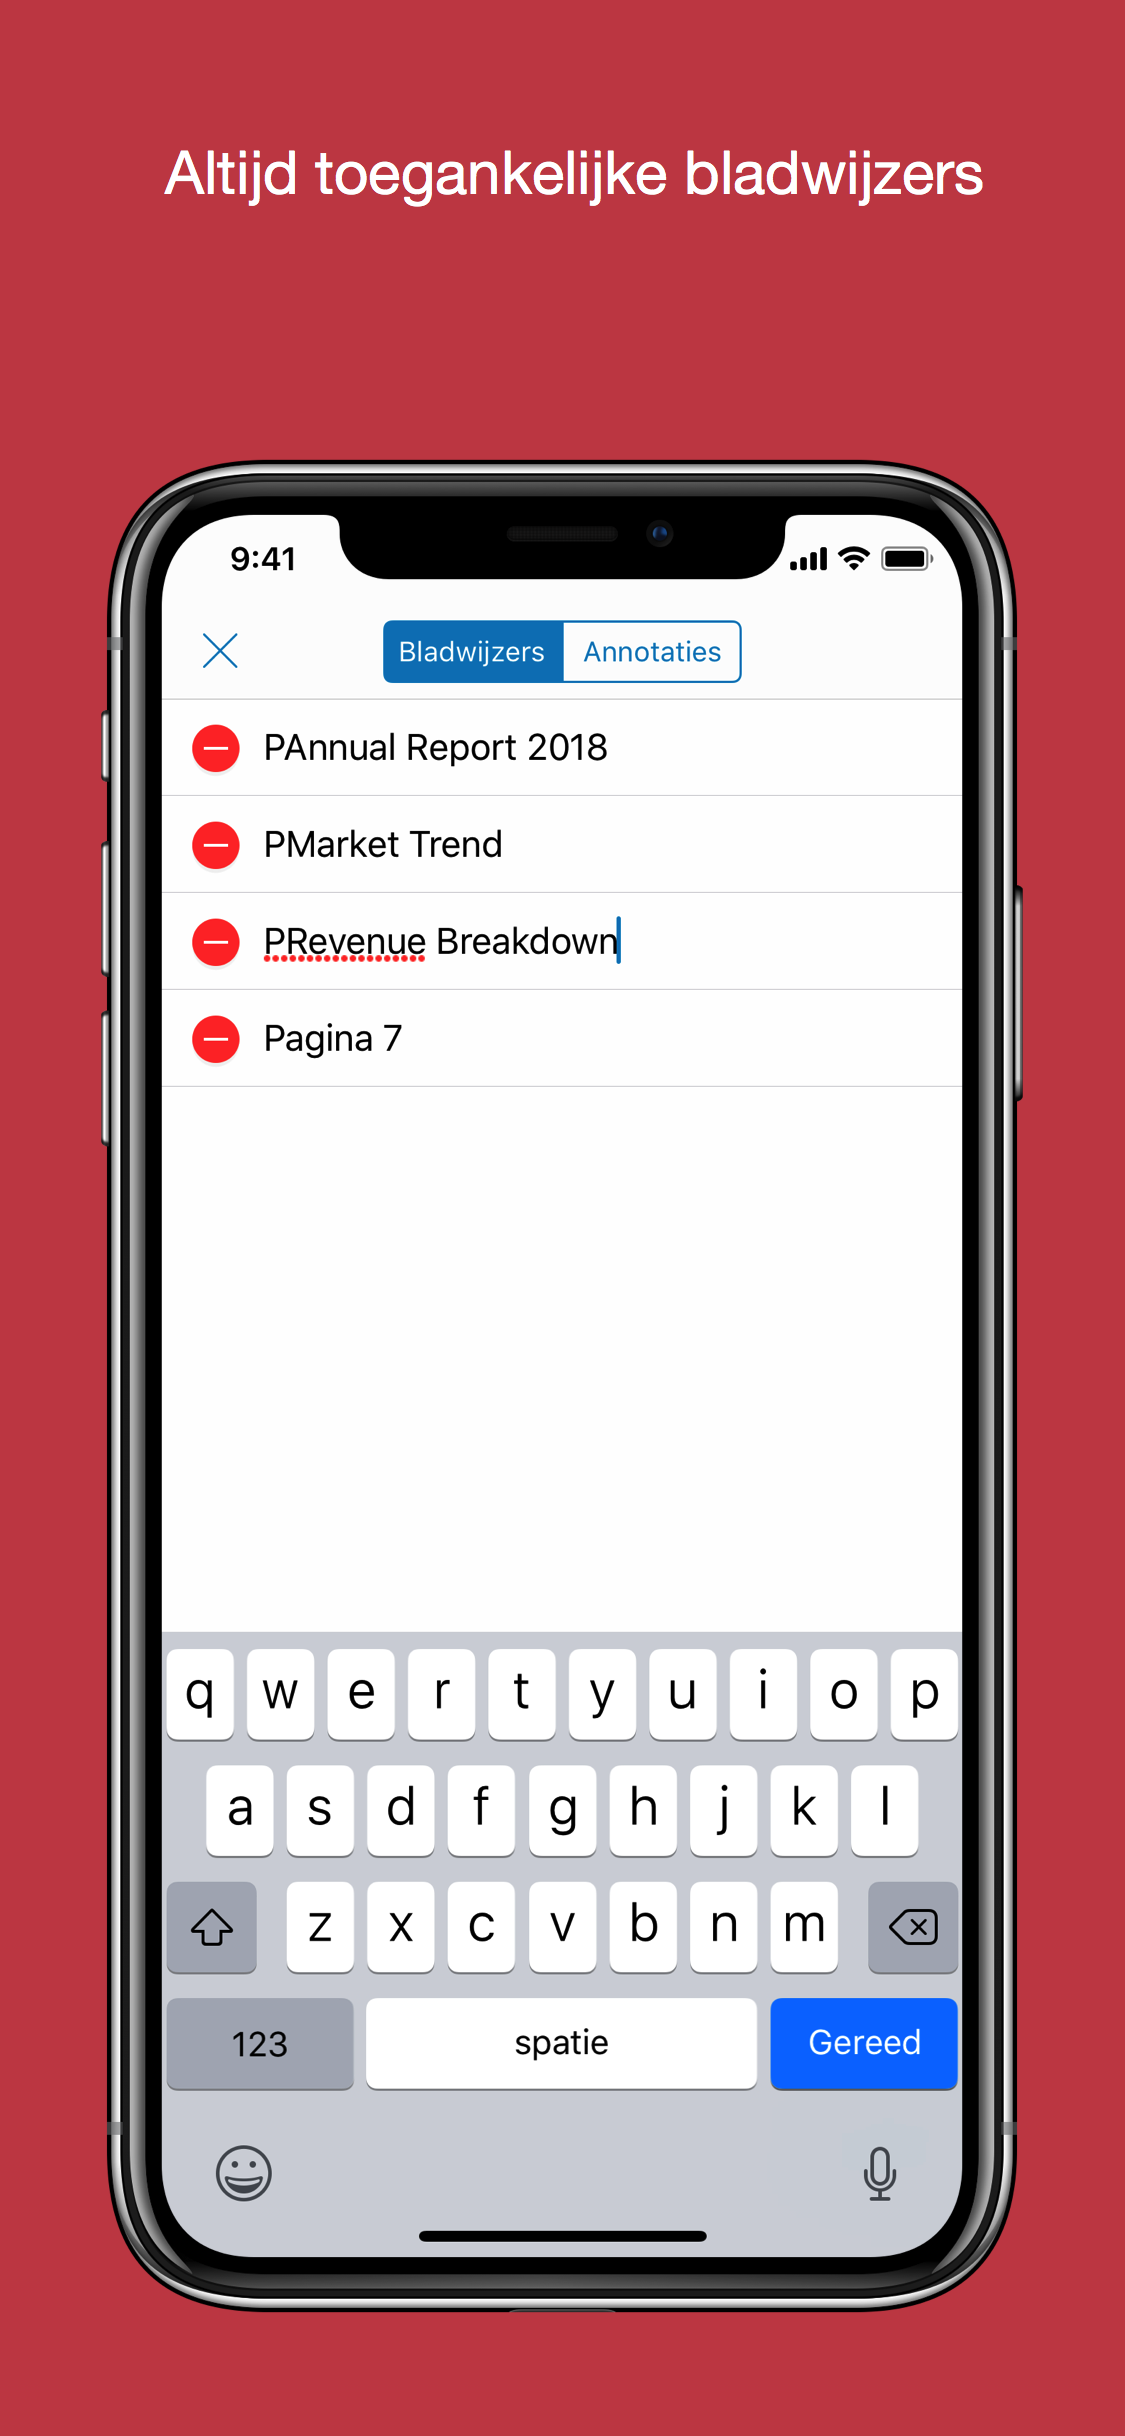 Altijd toegankelijke bladwijzers
9:41
Bladwijzers Annotaties
PAnnual Report 2018
PMarket Trend
PRevenue Breakdown
Pagina 7
q w e r t y u i o p
a s d f g h j k l
z x c v b n m
123 spatie Gereed